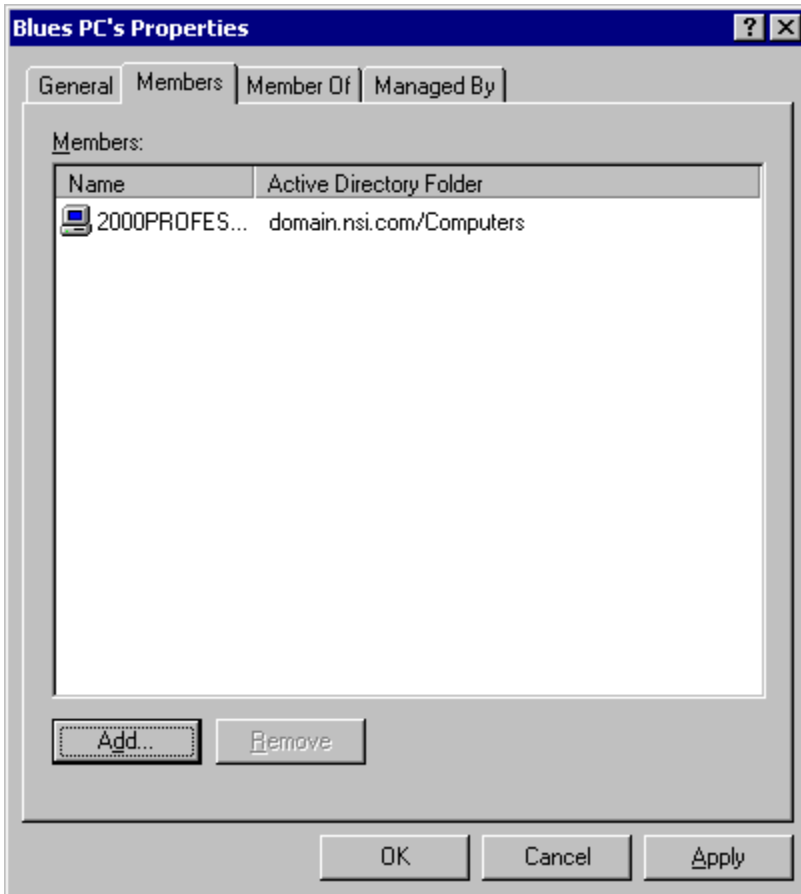 Blues PC's Properties
General Members Member Of Managed By
Members:
Name Active Directory Folder
2000PROFES... domain.nsi.com/Computers
Add... Remove
OK Cancel Apply